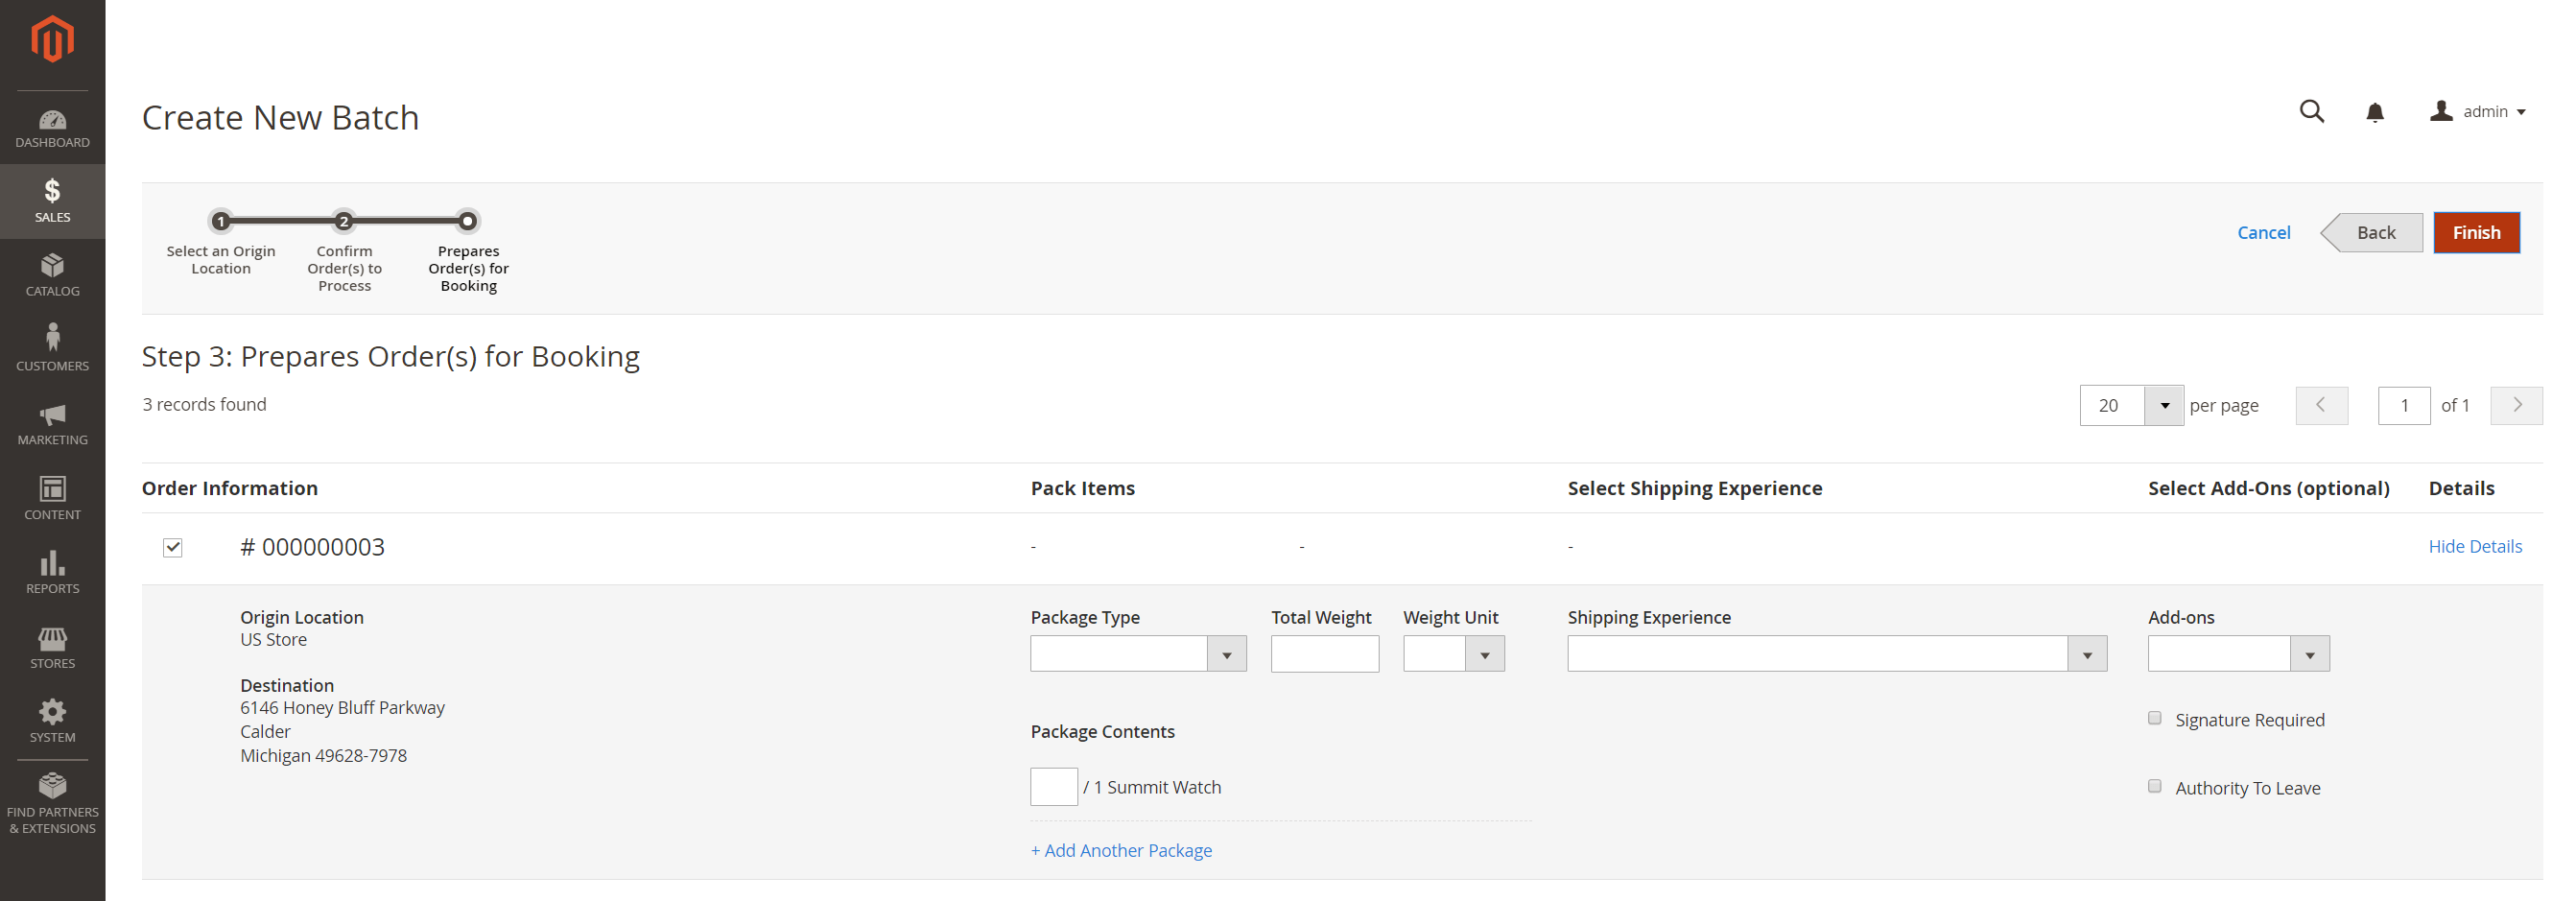 DASHBOARD
SALES
CATALOG
CUSTOMERS
MARKETING
CONTENT
REPORTS
STORES
SYSTEM
FIND PARTNERS
& EXTENSIONS
Create New Batch
admin
1
2
Select an Origin
Location
Confirm
Order(s) to
Process
Prepares
Order(s) for
Booking
Cancel
Back
Finish
Step 3: Prepares Order(s) for Booking
3 records found
20 per page
1 of 1
Order Information Pack Items Select Shipping Experience Select Add-Ons (optional) Details
# 000000003 - - - Hide Details
Origin Location
US Store
Destination
6146 Honey Bluff Parkway
Calder
Michigan 49628-7978
Package Type Total Weight Weight Unit
Package Contents
/ 1 Summit Watch
+ Add Another Package
Shipping Experience
Add-ons
Signature Required
Authority To Leave